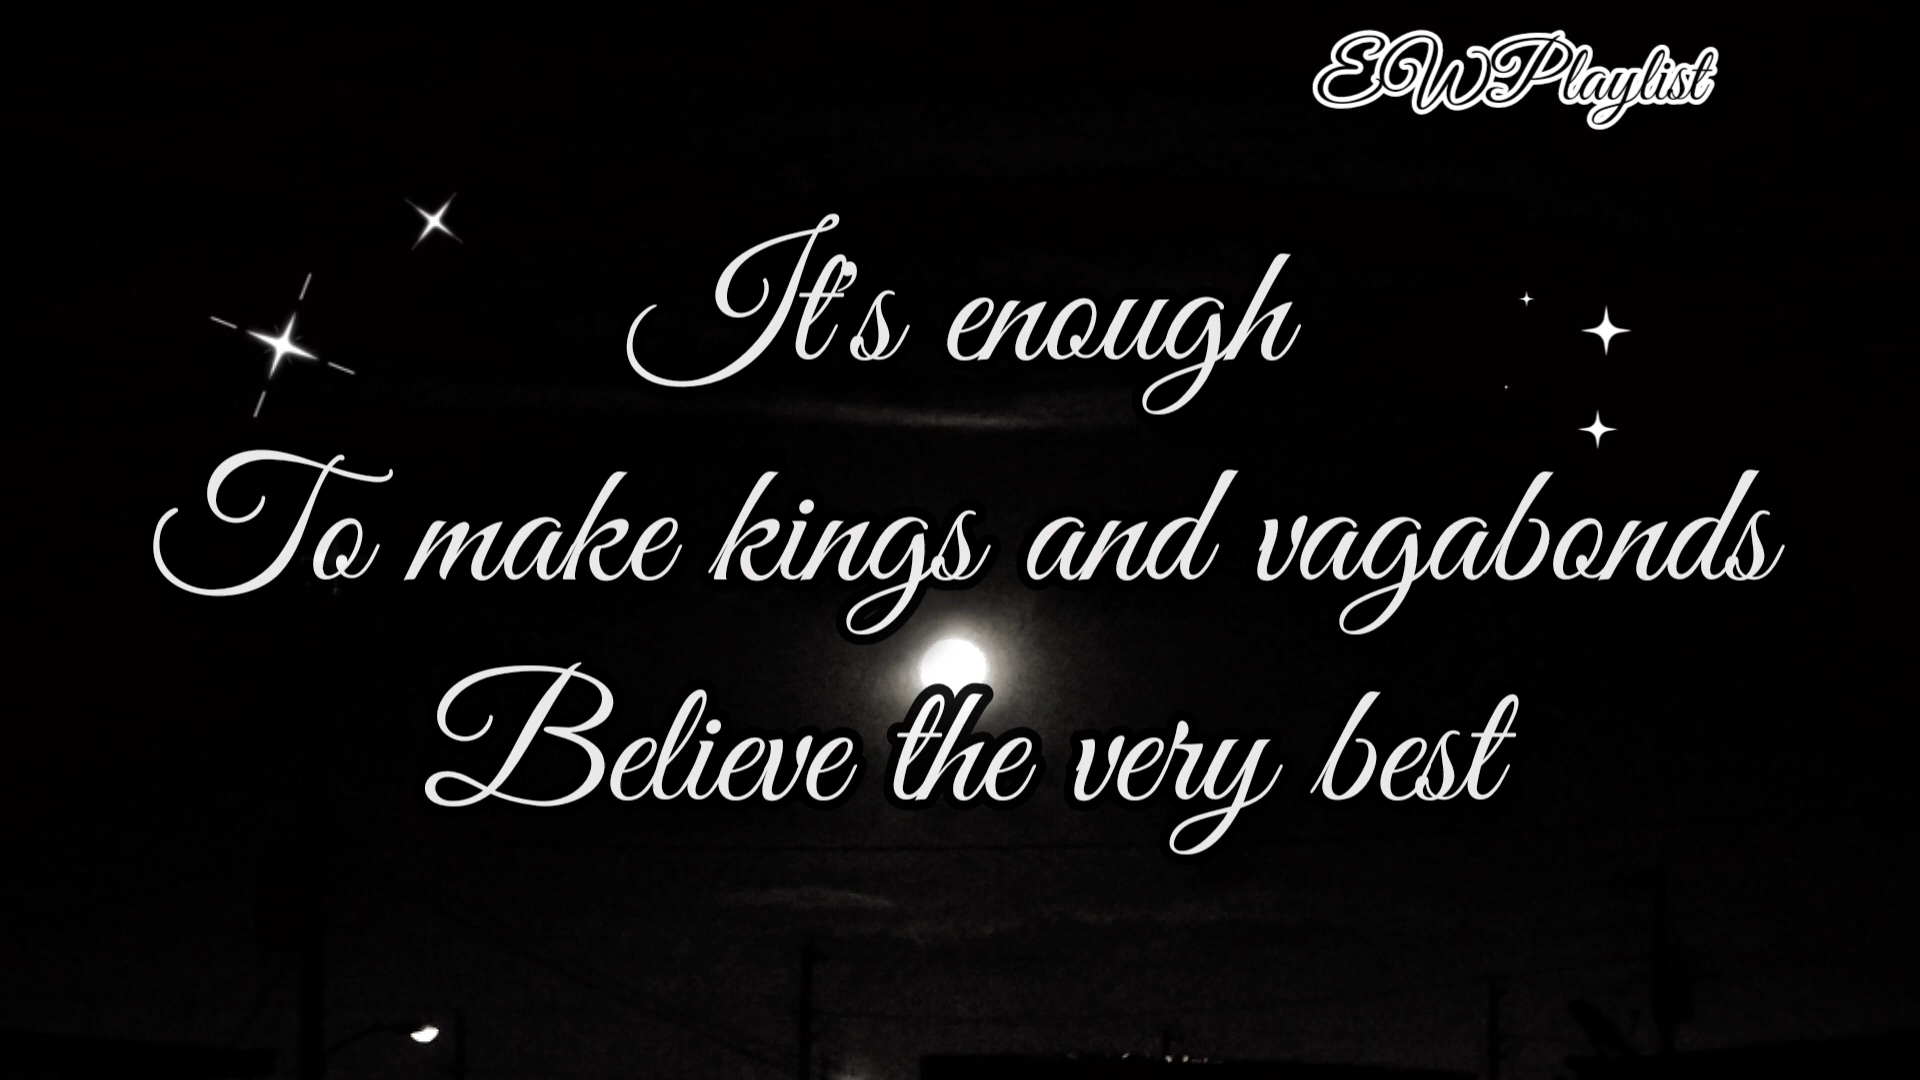 EWPlaylist
It's enough
To make kings and vagabonds
Believe the very best